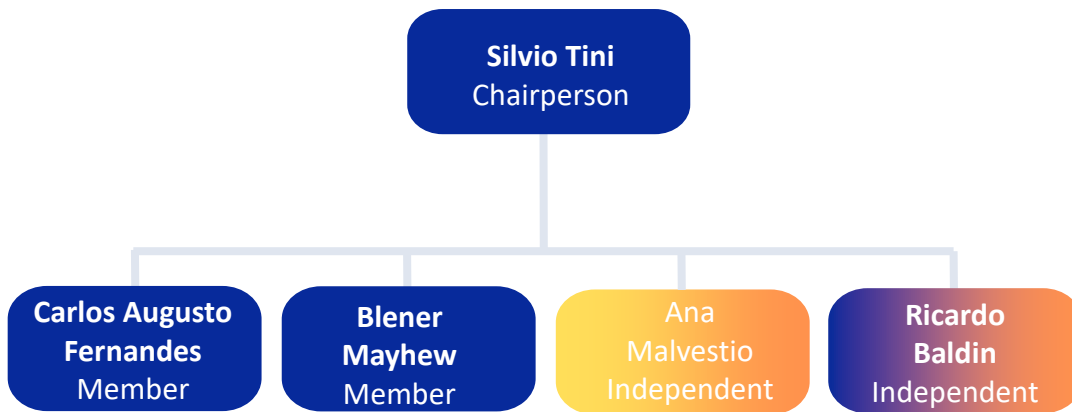 Silvio Tini
Chairperson
Carlos Augusto
Fernandes
Member
Blener
Mayhew
Member
Ana
Malvestio
Independent
Ricardo
Baldin
Independent